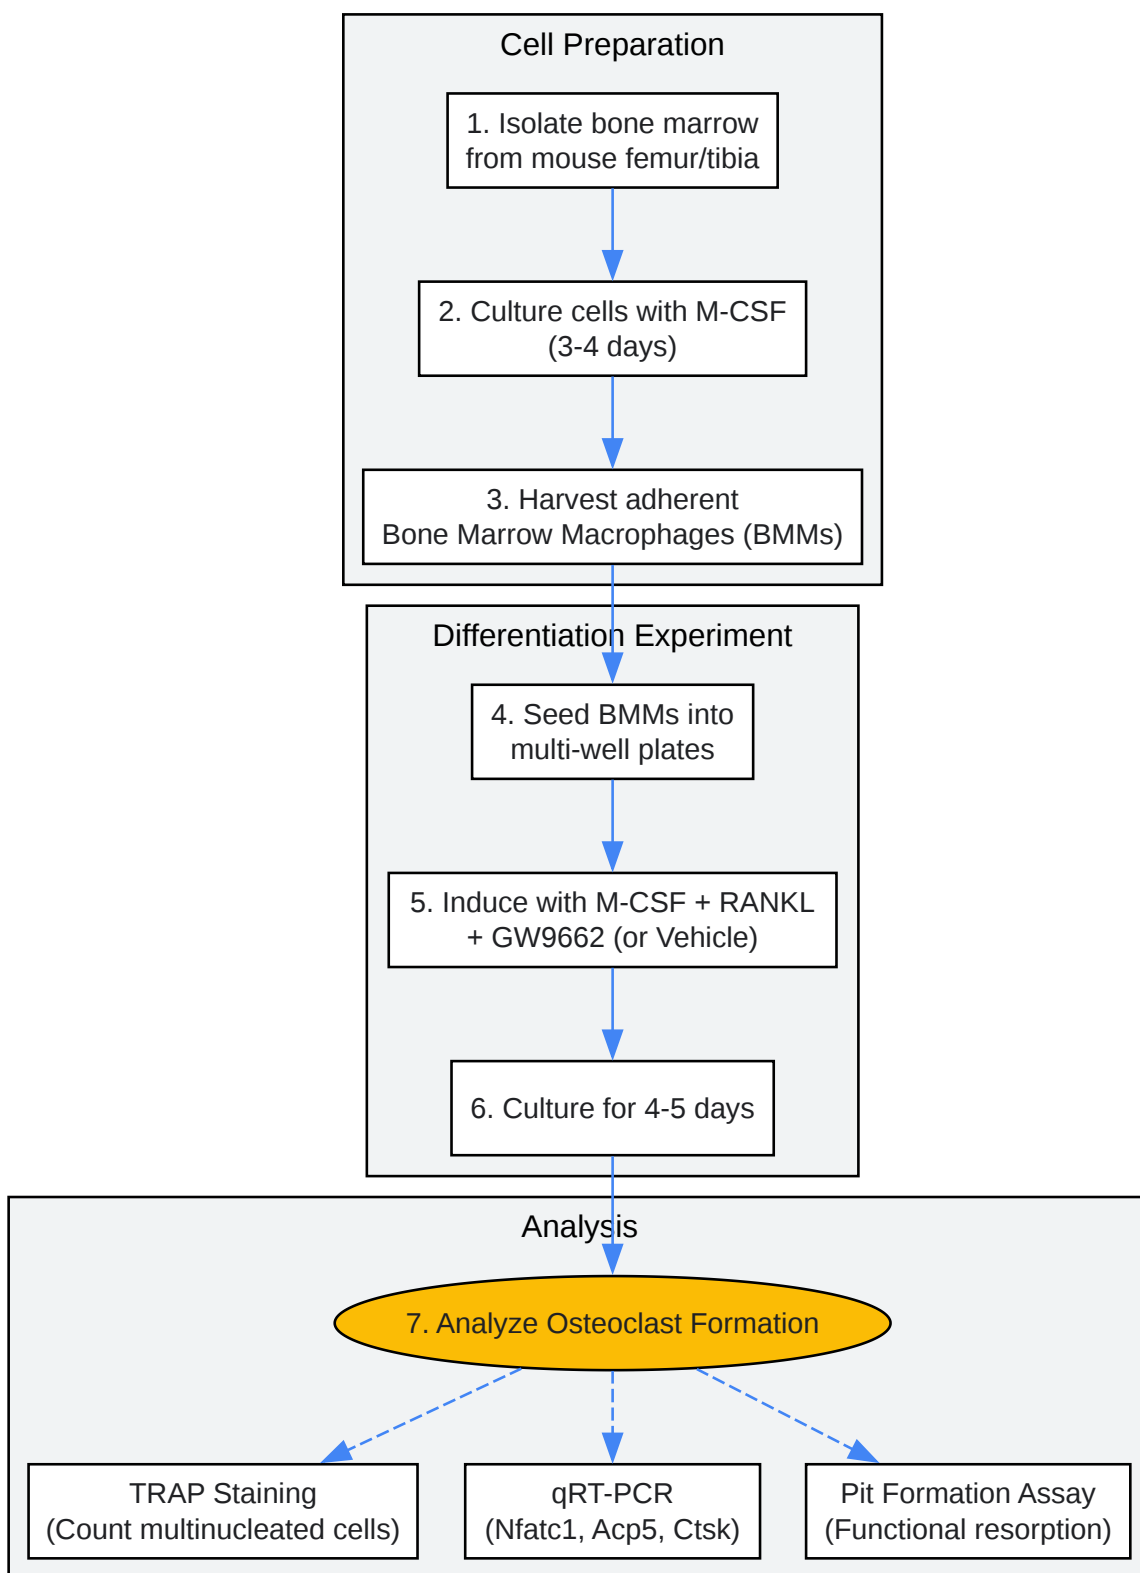 Cell Preparation
1. Isolate bone marrow
from mouse femur/tibia
2. Culture cells with M-CSF
(3-4 days)
3. Harvest adherent
Bone Marrow Macrophages (BMMs)
Differentiation Experiment
4. Seed BMMs into
multi-well plates
5. Induce with M-CSF + RANKL
+ GW9662 (or Vehicle)
6. Culture for 4-5 days
Analysis
7. Analyze Osteoclast Formation
TRAP Staining
(Count multinucleated cells)
qRT-PCR
(Nfatc1, Acp5, Ctsk)
Pit Formation Assay
(Functional resorption)